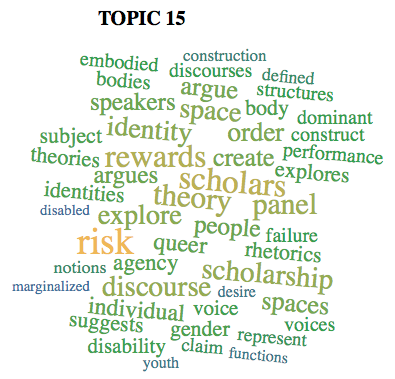 TOPIC 15
construction
embodied discourses defined
bodies argue structures
speakers space body dominant
subject identity order construct
theories rewards create performance
argues scholars explores
identities theory panel
disabled explore people failure
risk queer rhetorics
notions agency scholarship
marginalized discourse desire spaces
individual voice voices
suggests gender represent
disability claim functions
youth